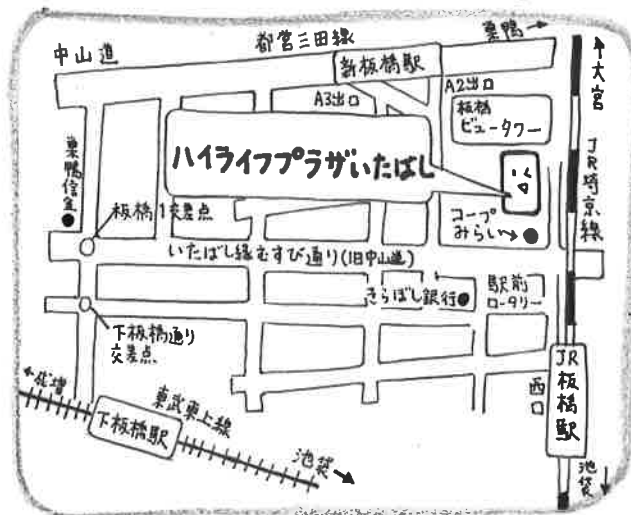 中山道
都営三田線
巣鴨→
新板橋駅
↑大宮
A3出口
A2出口
板橋
ビュータワー
JR埼京線
ハイライフプラザいたばし
巣鴨信金
板橋1交差点
コープ
みらい→
いたばし縁むすび通り(旧中山道)
きらぼし銀行
駅前
ロータリー
下板橋通り
交差点
西口
JR
板橋駅
東武東上線
下板橋駅
池袋→
池袋↓